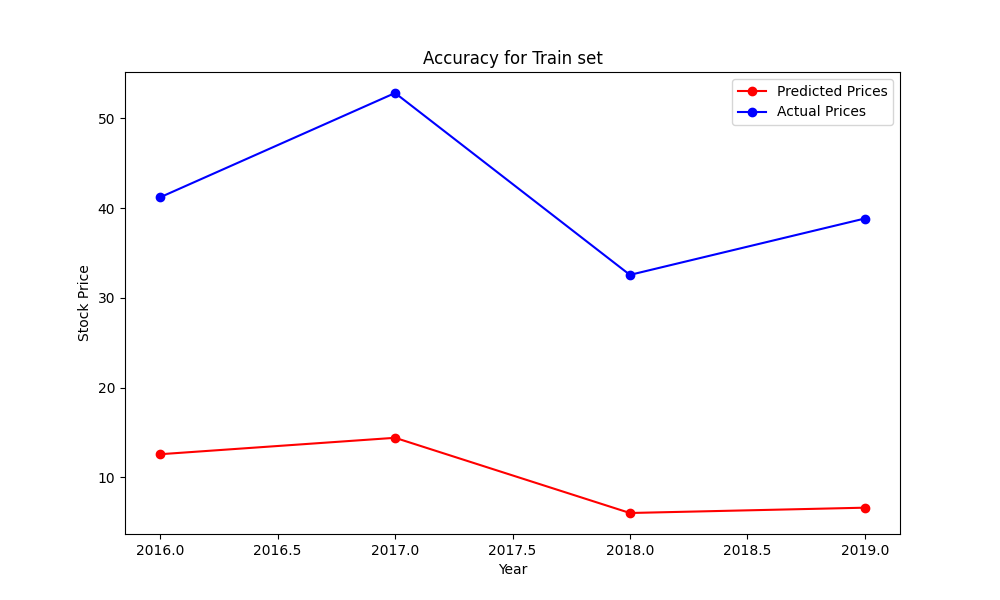 Accuracy for Train set
Predicted Prices
Actual Prices
50
40
30
20
10
Stock Price
2016.0 2016.5 2017.0 2017.5 2018.0 2018.5 2019.0
Year